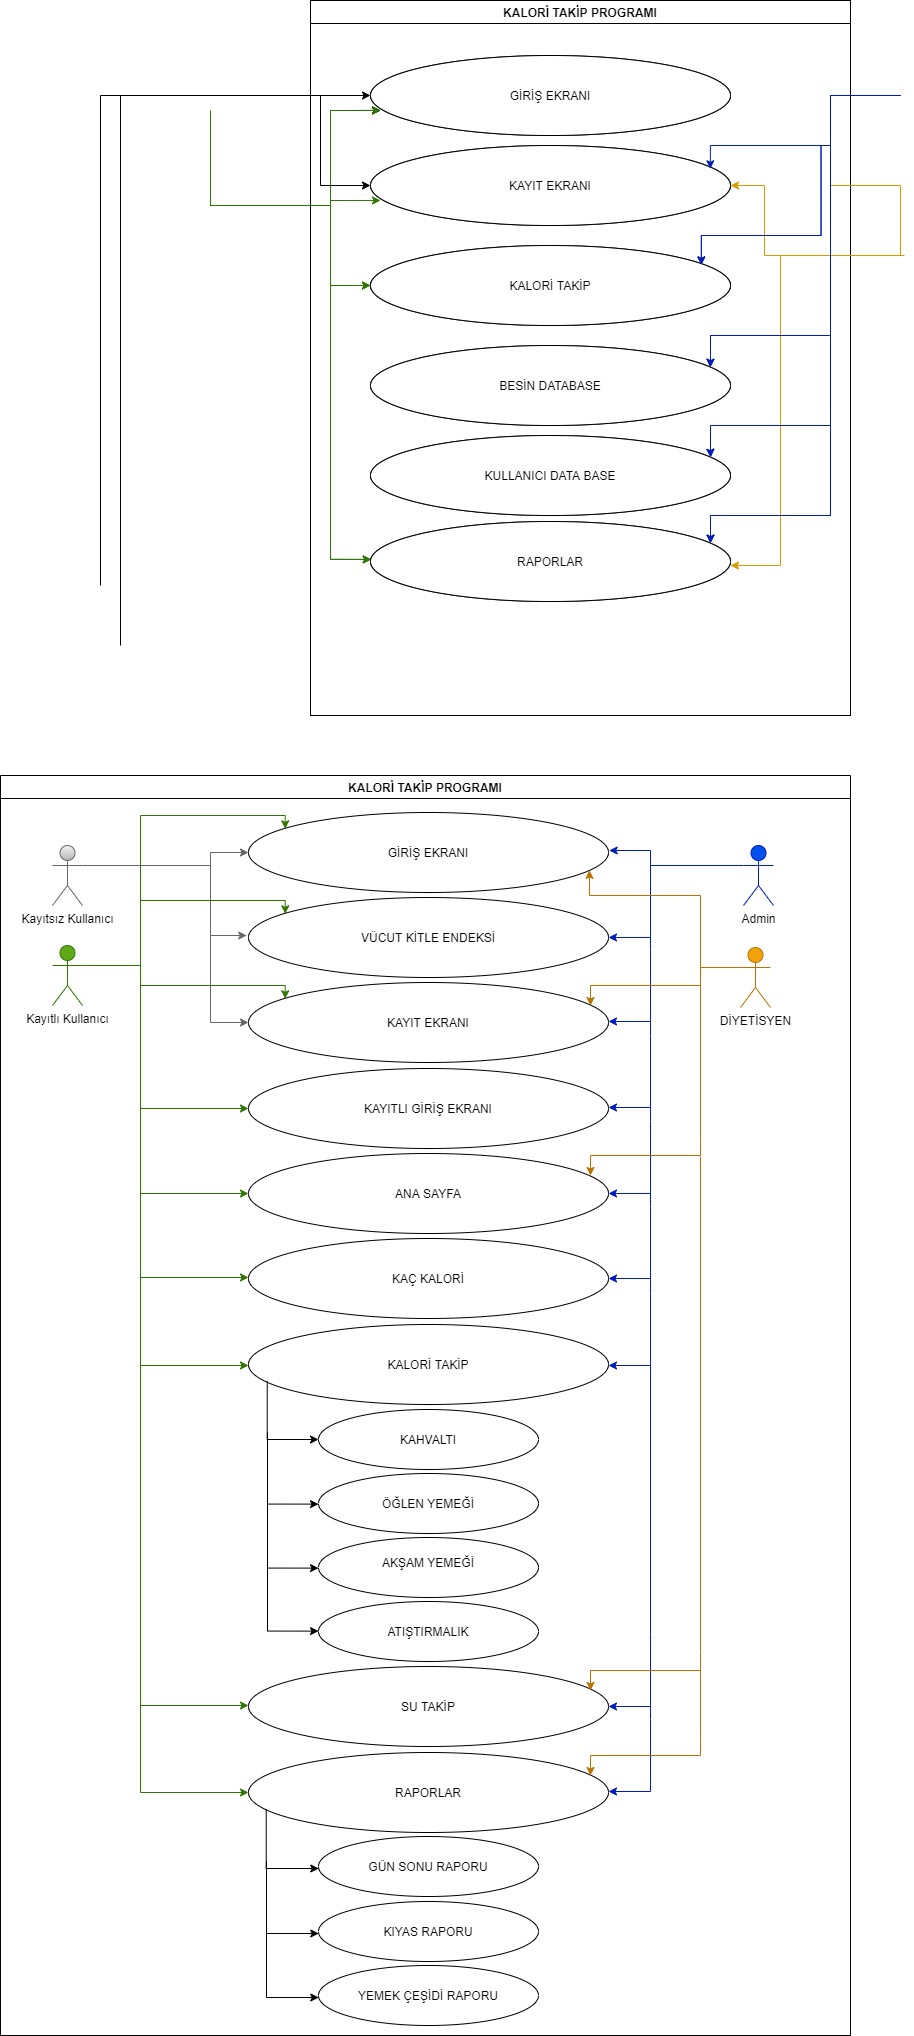 KALORİ TAKİP PROGRAMI
GİRİŞ EKRANI
KAYIT EKRANI
KALORİ TAKİP
BESİN DATABASE
KULLANICI DATA BASE
RAPORLAR
KALORİ TAKİP PROGRAMI
GİRİŞ EKRANI
Kayıtsız Kullanıcı
Admin
VÜCUT KİTLE ENDEKSİ
Kayıtlı Kullanıcı
DİYETİSYEN
KAYIT EKRANI
KAYITLI GİRİŞ EKRANI
ANA SAYFA
KAÇ KALORİ
KALORİ TAKİP
KAHVALTI
ÖĞLEN YEMEĞİ
AKŞAM YEMEĞİ
ATIŞTIRMALIK
SU TAKİP
RAPORLAR
GÜN SONU RAPORU
KIYAS RAPORU
YEMEK ÇEŞİDİ RAPORU